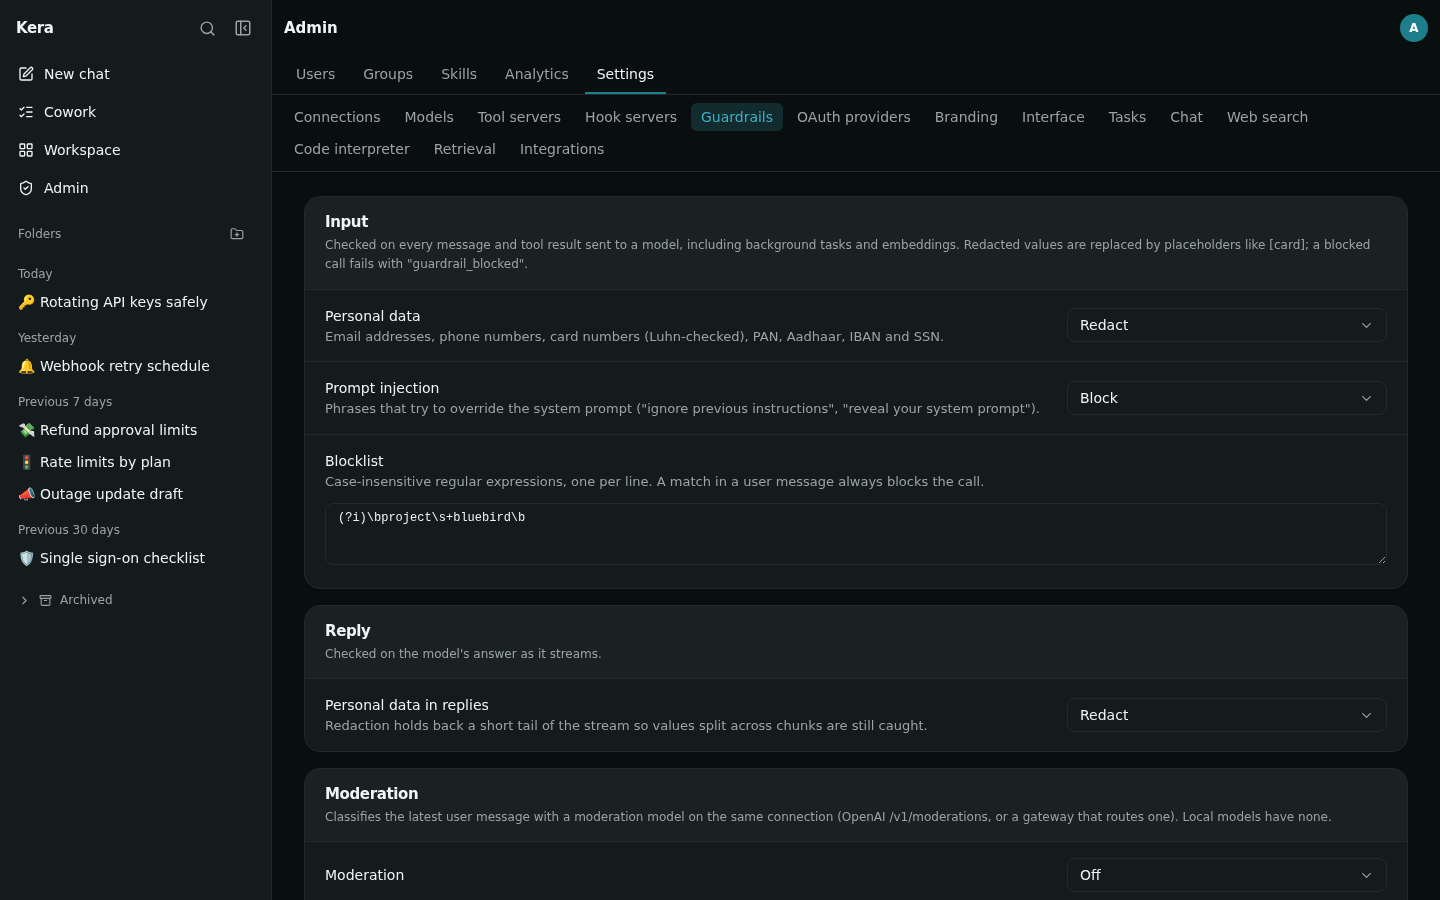 Kera
New chat
Cowork
Workspace
Admin
Folders
Today
🔑 Rotating API keys safely
Yesterday
🔔 Webhook retry schedule
Previous 7 days
💸 Refund approval limits
🚦 Rate limits by plan
📣 Outage update draft
Previous 30 days
🛡️ Single sign-on checklist
Archived
Admin
A
Users Groups Skills Analytics Settings
Connections Models Tool servers Hook servers Guardrails OAuth providers Branding Interface Tasks Chat Web search
Code interpreter Retrieval Integrations
Input
Checked on every message and tool result sent to a model, including background tasks and embeddings. Redacted values are replaced by placeholders like [card]; a blocked
call fails with "guardrail_blocked".
Personal data
Email addresses, phone numbers, card numbers (Luhn-checked), PAN, Aadhaar, IBAN and SSN.
Redact
Prompt injection
Phrases that try to override the system prompt ("ignore previous instructions", "reveal your system prompt").
Block
Blocklist
Case-insensitive regular expressions, one per line. A match in a user message always blocks the call.
(?i)\bproject\s+bluebird\b
Reply
Checked on the model's answer as it streams.
Personal data in replies
Redaction holds back a short tail of the stream so values split across chunks are still caught.
Redact
Moderation
Classifies the latest user message with a moderation model on the same connection (OpenAI /v1/moderations, or a gateway that routes one). Local models have none.
Moderation
Off